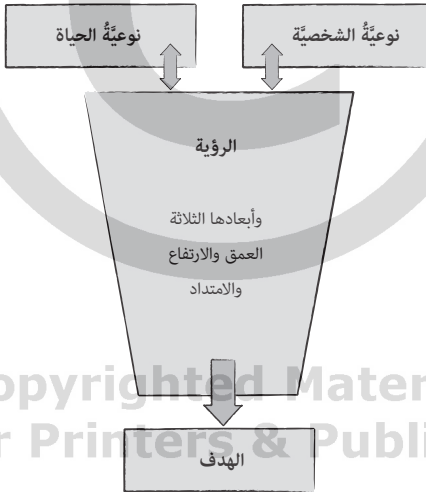 نوعيَّةُ الشخصيَّة
نوعيَّةُ الحياة
الرؤية
وأبعادها الثلاثة
العمق والارتفاع
والامتداد
opyrighted Mater
r Printers & Publi
الهدف